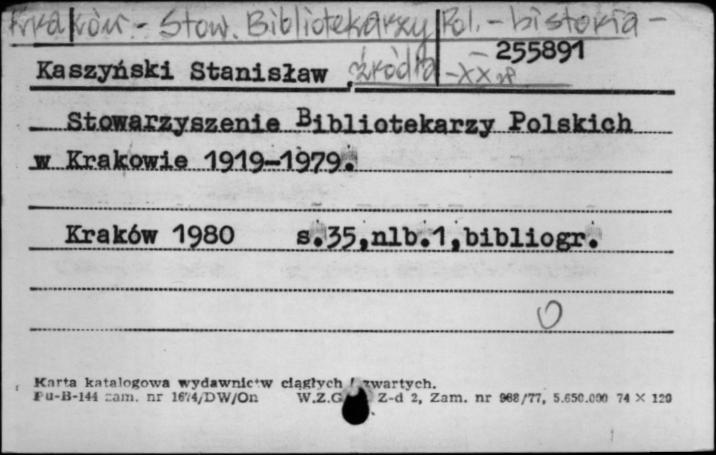 Kraków - Stow. Bibliotekarzy Pol. - historia -
255891
Kaszyński Stanisław, źródła - XX w
Stowarzyszenie Bibliotekarzy Polskich
w Krakowie 1919-1979.
Kraków 1980 s.35,nlb.1,bibliogr.
Karta katalogowa wydawnictw ciągłych i zwartych.
Pu-B-144 zam. nr 1674/DW/On W.Z.G. Z-d 2, Zam. nr 968/77, 5.650.000 74 × 120